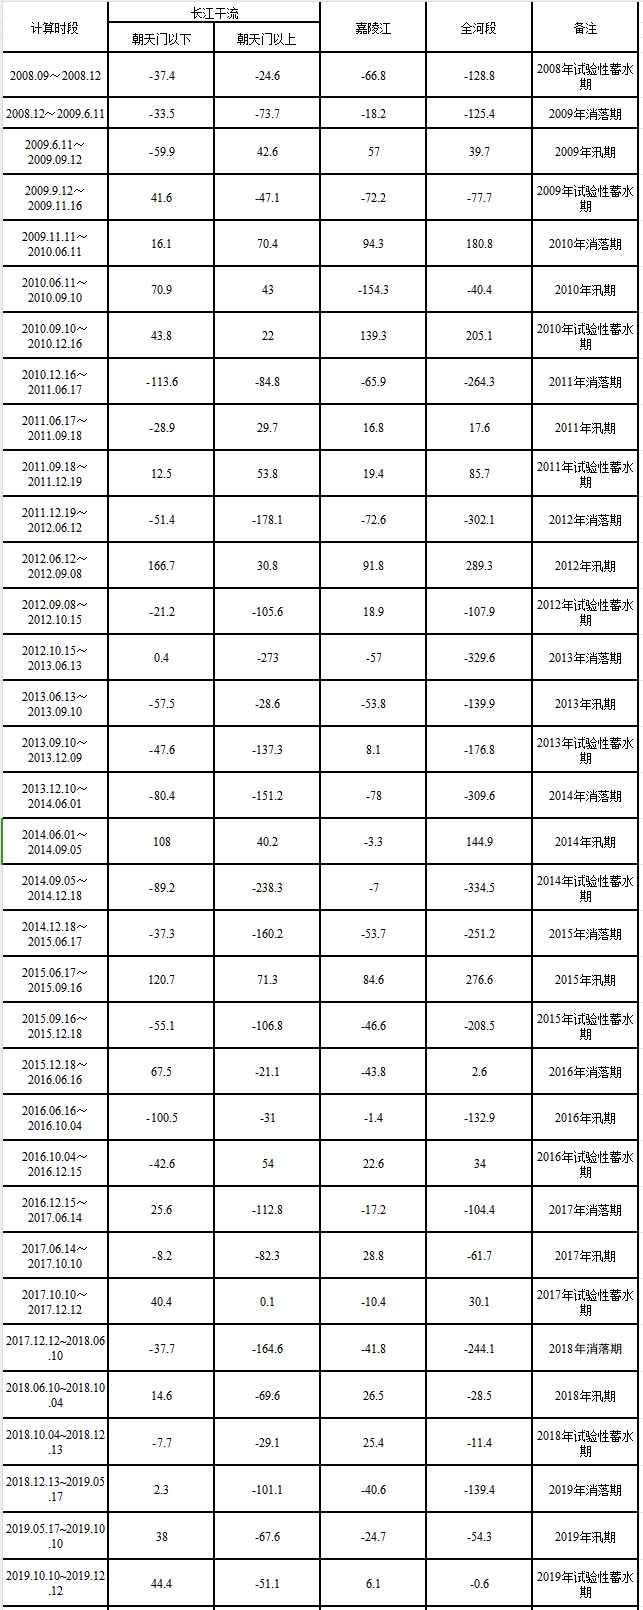 计算时段 长江干流 嘉陵江 全河段 备注
朝天门以下 朝天门以上
2008.09～2008.12 -37.4 -24.6 -66.8 -128.8 2008年试验性蓄水
期
2008.12～2009.6.11 -33.5 -73.7 -18.2 -125.4 2009年消落期
2009.6.11～
2009.09.12 -59.9 42.6 57 39.7 2009年汛期
2009.9.12～
2009.11.16 41.6 -47.1 -72.2 -77.7 2009年试验性蓄水
期
2009.11.11～
2010.06.11 16.1 70.4 94.3 180.8 2010年消落期
2010.06.11～
2010.09.10 70.9 43 -154.3 -40.4 2010年汛期
2010.09.10～
2010.12.16 43.8 22 139.3 205.1 2010年试验性蓄水
期
2010.12.16～
2011.06.17 -113.6 -84.8 -65.9 -264.3 2011年消落期
2011.06.17～
2011.09.18 -28.9 29.7 16.8 17.6 2011年汛期
2011.09.18～
2011.12.19 12.5 53.8 19.4 85.7 2011年试验性蓄水
期
2011.12.19～
2012.06.12 -51.4 -178.1 -72.6 -302.1 2012年消落期
2012.06.12～
2012.09.08 166.7 30.8 91.8 289.3 2012年汛期
2012.09.08～
2012.10.15 -21.2 -105.6 18.9 -107.9 2012年试验性蓄水
期
2012.10.15～
2013.06.13 0.4 -273 -57 -329.6 2013年消落期
2013.06.13～
2013.09.10 -57.5 -28.6 -53.8 -139.9 2013年汛期
2013.09.10～
2013.12.09 -47.6 -137.3 8.1 -176.8 2013年试验性蓄水
期
2013.12.10～
2014.06.01 -80.4 -151.2 -78 -309.6 2014年消落期
2014.06.01～
2014.09.05 108 40.2 -3.3 144.9 2014年汛期
2014.09.05～
2014.12.18 -89.2 -238.3 -7 -334.5 2014年试验性蓄水
期
2014.12.18～
2015.06.17 -37.3 -160.2 -53.7 -251.2 2015年消落期
2015.06.17～
2015.09.16 120.7 71.3 84.6 276.6 2015年汛期
2015.09.16～
2015.12.18 -55.1 -106.8 -46.6 -208.5 2015年试验性蓄水
期
2015.12.18～
2016.06.16 67.5 -21.1 -43.8 2.6 2016年消落期
2016.06.16～
2016.10.04 -100.5 -31 -1.4 -132.9 2016年汛期
2016.10.04～
2016.12.15 -42.6 54 22.6 34 2016年试验性蓄水
期
2016.12.15～
2017.06.14 25.6 -112.8 -17.2 -104.4 2017年消落期
2017.06.14～
2017.10.10 -8.2 -82.3 28.8 -61.7 2017年汛期
2017.10.10～
2017.12.12 40.4 0.1 -10.4 30.1 2017年试验性蓄水
期
2017.12.12~2018.06
.10 -37.7 -164.6 -41.8 -244.1 2018年消落期
2018.06.10~2018.10
.04 14.6 -69.6 26.5 -28.5 2018年汛期
2018.10.04~2018.12
.13 -7.7 -29.1 25.4 -11.4 2018年试验性蓄水
期
2018.12.13~2019.05
.17 2.3 -101.1 -40.6 -139.4 2019年消落期
2019.05.17~2019.10
.10 38 -67.6 -24.7 -54.3 2019年汛期
2019.10.10~2019.12
.12 44.4 -51.1 6.1 -0.6 2019年试验性蓄水
期